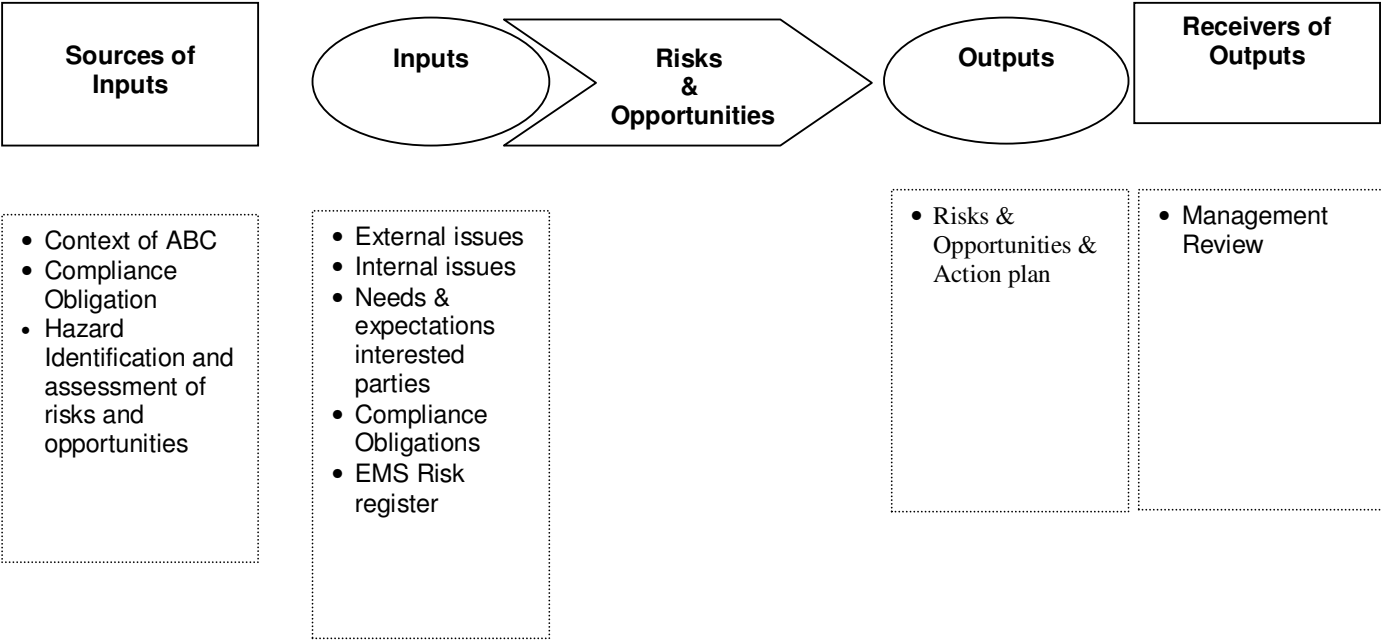 Sources of
Inputs
Inputs
Risks
&
Opportunities
Outputs
Receivers of
Outputs
• Context of ABC
• Compliance
Obligation
• Hazard
Identification and
assessment of
risks and
opportunities
• External issues
• Internal issues
• Needs &
expectations
interested
parties
• Compliance
Obligations
• EMS Risk
register
• Risks &
Opportunities &
Action plan
• Management
Review